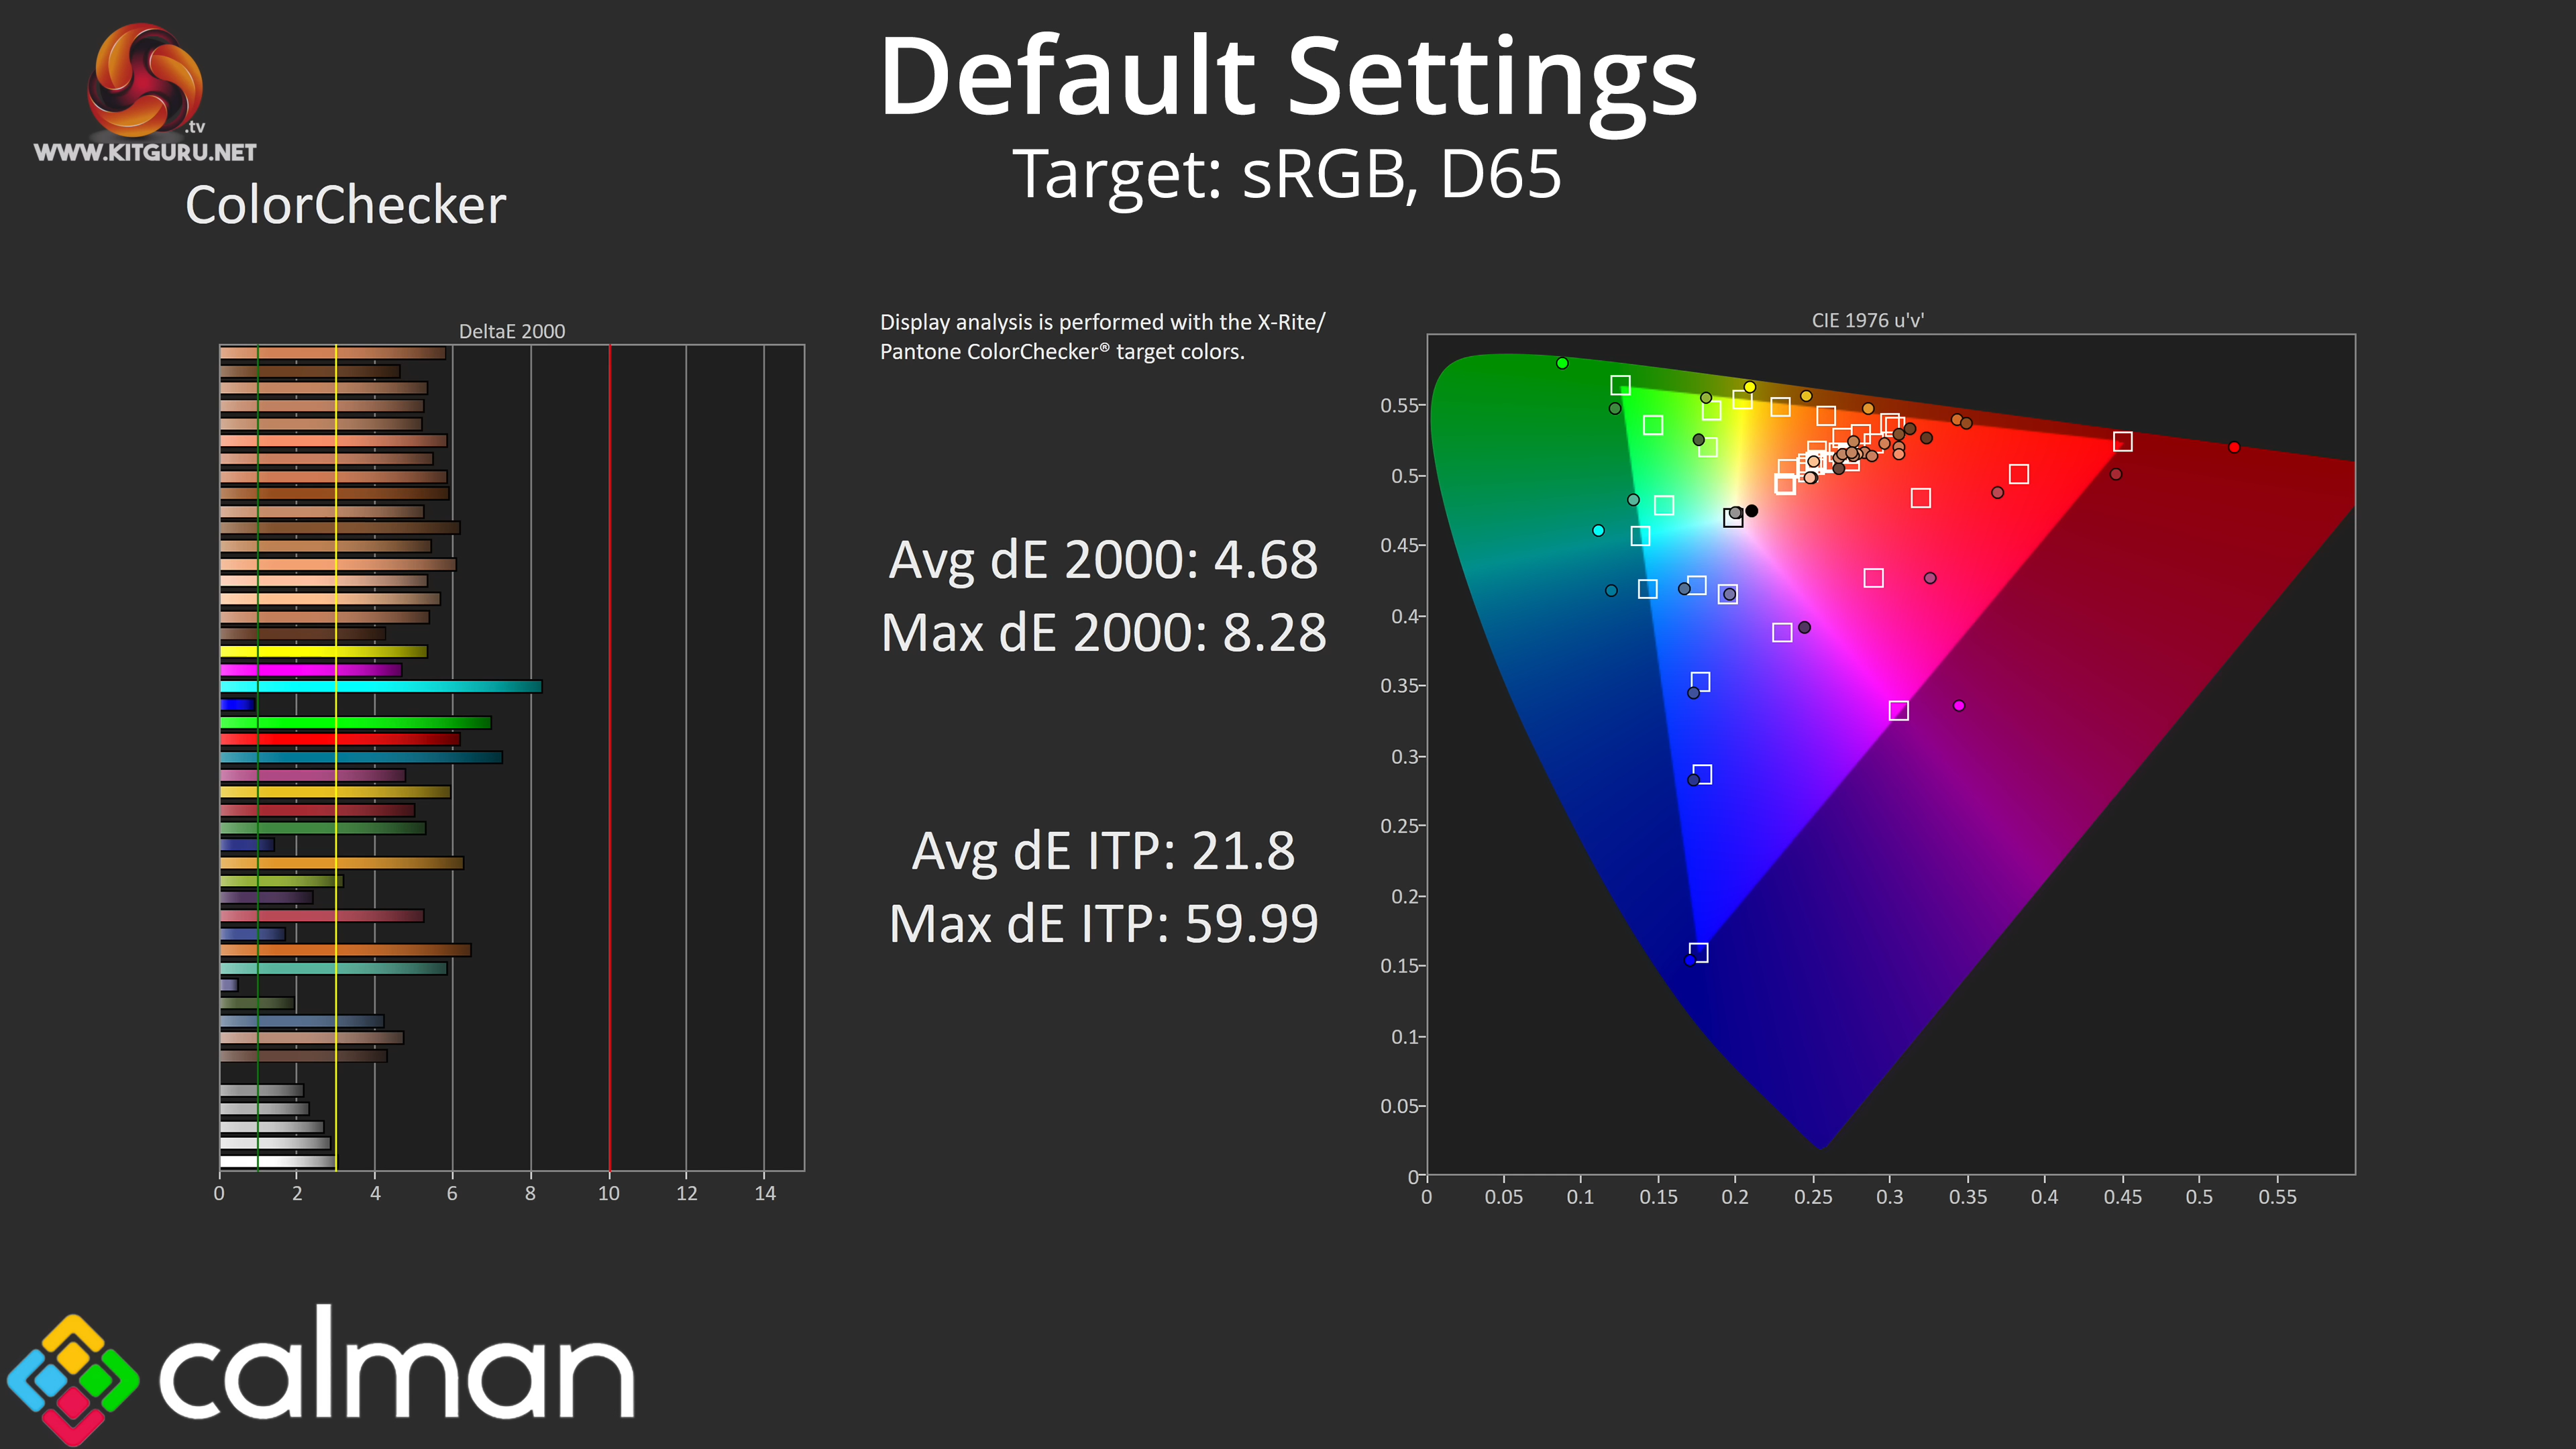 Default Settings
Target: sRGB, D65
.tv
WWW.KITGURU.NET
ColorChecker
DeltaE 2000
0
2
4
6
8
10
12
14
Display analysis is performed with the X-Rite/
Pantone ColorChecker® target colors.
Avg dE 2000: 4.68
Max dE 2000: 8.28
Avg dE ITP: 21.8
Max dE ITP: 59.99
CIE 1976 u'v'
0.55
0.5
0.45
0.4
0.35
0.3
0.25
0.2
0.15
0.1
0.05
0
0
0.05
0.1
0.15
0.2
0.25
0.3
0.35
0.4
0.45
0.5
0.55
calman